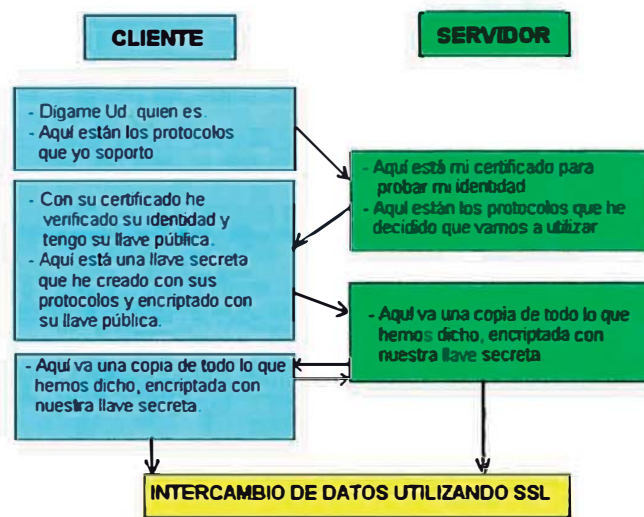 CLIENTE
SERVIDOR
- Dígame Ud. quien es.
- Aquí están los protocolos
que yo soporto
- Aquí está mi certificado para
probar mi identidad
- Aquí están los protocolos que he
decidido que vamos a utilizar
- Con su certificado he
verificado su identidad y
tengo su llave pública.
- Aquí está una llave secreta
que he creado con sus
protocolos y encriptado con
su llave pública.
- Aquí va una copia de todo lo que
hemos dicho, encriptada con
nuestra llave secreta
- Aquí va una copia de todo lo que
hemos dicho, encriptada con
nuestra llave secreta.
INTERCAMBIO DE DATOS UTILIZANDO SSL